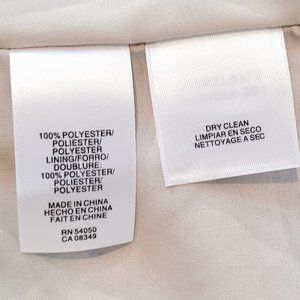 100% POLYESTER/
POLIESTER/
POLYESTER
LINING/FORRO/
DOUBLURE:
100% POLYESTER/
POLIESTER/
POLYESTER
MADE IN CHINA
HECHO EN CHINA
FAIT EN CHINE
RN 54050
CA 08349
DRY CLEAN
LIMPIAR EN SECO
NETTOYAGE A SEC